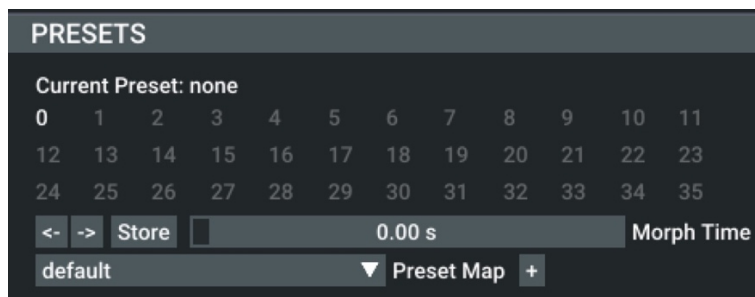 PRESETS
Current Preset: none
0 1 2 3 4 5 6 7 8 9 10 11
12 13 14 15 16 17 18 19 20 21 22 23
24 25 26 27 28 29 30 31 32 33 34 35
<- -> Store 0.00 s Morph Time
default Preset Map +